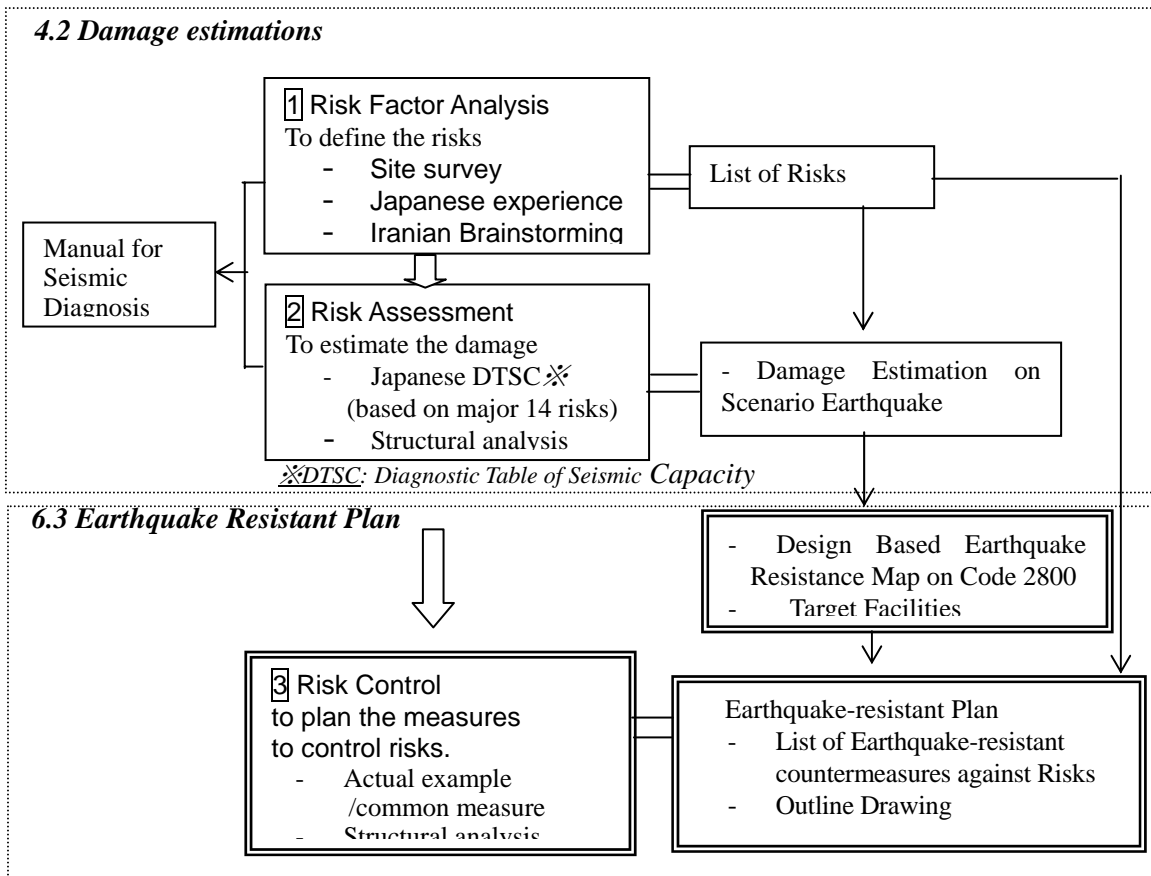 4.2 Damage estimations
1 Risk Factor Analysis
To define the risks
- Site survey
- Japanese experience
- Iranian Brainstorming
List of Risks
Manual for
Seismic
Diagnosis
2 Risk Assessment
To estimate the damage
- Japanese DTSC※
(based on major 14 risks)
- Structural analysis
- Damage Estimation on
Scenario Earthquake
※DTSC: Diagnostic Table of Seismic Capacity
6.3 Earthquake Resistant Plan
- Design Based Earthquake
Resistance Map on Code 2800
- Target Facilities
3 Risk Control
to plan the measures
to control risks.
- Actual example
/common measure
- Structural analysis
Earthquake-resistant Plan
- List of Earthquake-resistant
countermeasures against Risks
- Outline Drawing